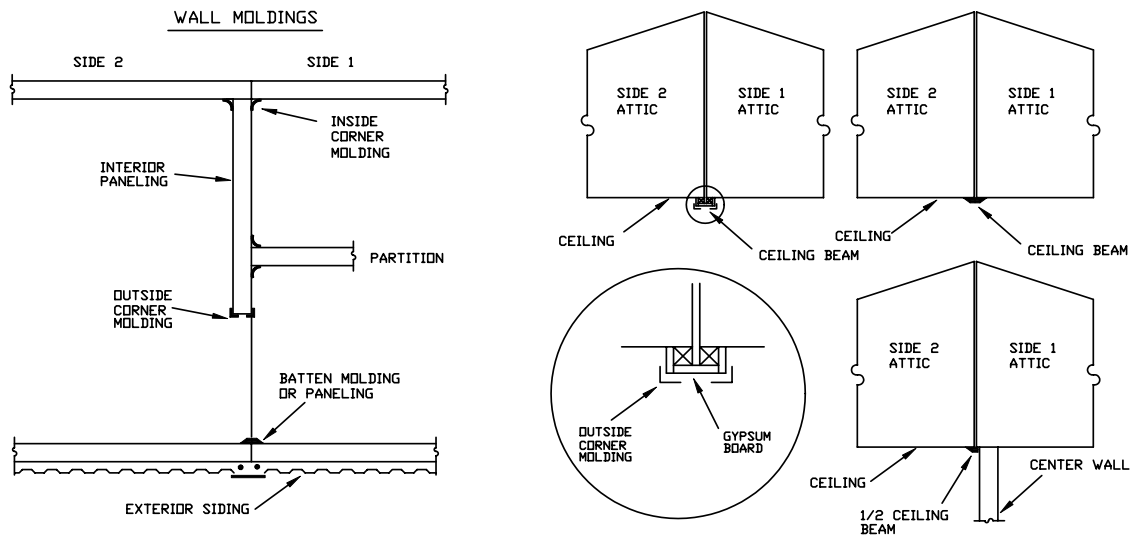 WALL MOLDINGS
SIDE 2
SIDE 1
INSIDE
CORNER
MOLDING
INTERIOR
PANELING
PARTITION
OUTSIDE
CORNER
MOLDING
BATTEN MOLDING
OR PANELING
EXTERIOR SIDING
SIDE 2
ATTIC
SIDE 1
ATTIC
CEILING
CEILING BEAM
SIDE 2
ATTIC
SIDE 1
ATTIC
CEILING
CEILING BEAM
OUTSIDE
CORNER
MOLDING
GYPSUM
BOARD
SIDE 2
ATTIC
SIDE 1
ATTIC
CEILING
1/2 CEILING
BEAM
CENTER WALL